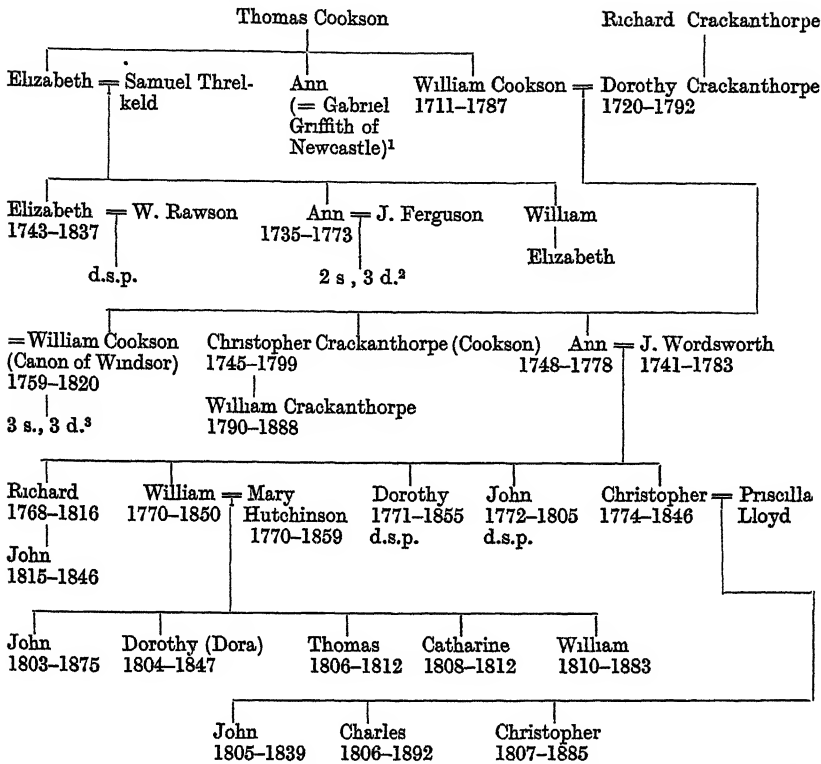 Thomas Cookson
Richard Crackanthorpe
Elizabeth = Samuel Threl-
keld
Ann
(= Gabriel
Griffith of
Newcastle)¹
William Cookson = Dorothy Crackanthorpe
1711–1787
1720–1792
Elizabeth = W. Rawson
1743–1837
d.s.p.
Ann = J. Ferguson
1735–1773
2 s, 3 d.²
William
Elizabeth
=William Cookson
(Canon of Windsor)
1759–1820
3 s., 3 d.³
Christopher Crackanthorpe (Cookson)
1745–1799
William Crackanthorpe
1790–1888
Ann = J. Wordsworth
1748–1778
1741–1783
Richard
1768–1816
John
1815–1846
William = Mary
1770–1850
Hutchinson
1770–1859
Dorothy
1771–1855
d.s.p.
John
1772–1805
d.s.p.
Christopher = Priscilla
1774–1846
Lloyd
John
1803–1875
Dorothy (Dora)
1804–1847
Thomas
1806–1812
Catharine
1808–1812
William
1810–1883
John
1805–1839
Charles
1806–1892
Christopher
1807–1885